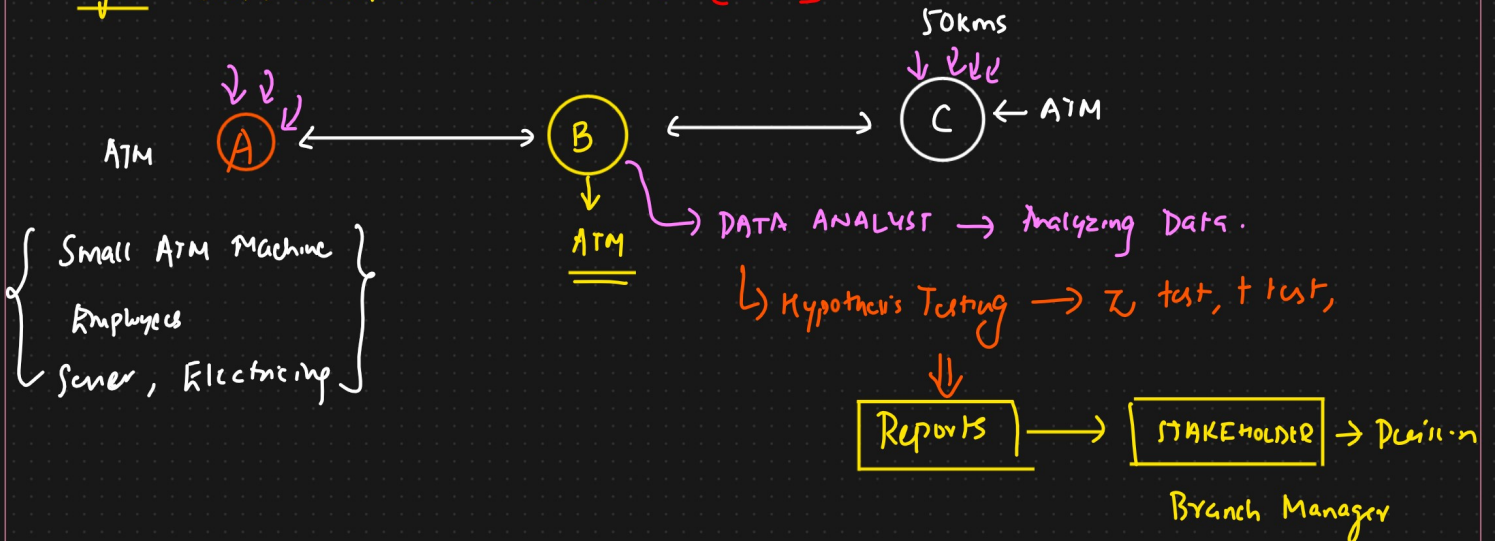 50kms
A
B
C
← ATM
ATM
ATM
DATA ANALYST → Analyzing Data.
Small ATM Machine
Employees
Server, Electricing
Hypothesis Testing → Z test, t test,
Reports
STAKEHOLDER → Decision
Branch Manager